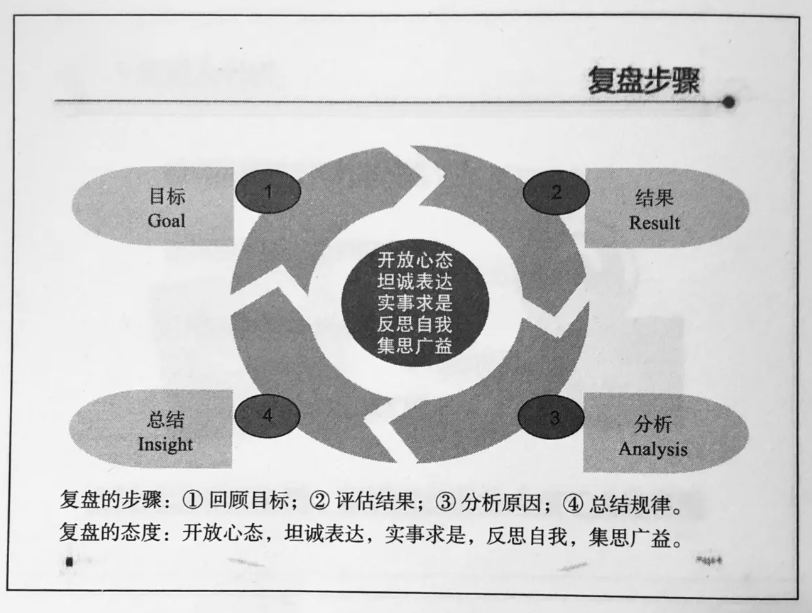 复盘步骤
1
目标
Goal
2
结果
Result
开放心态
坦诚表达
实事求是
反思自我
集思广益
4
总结
Insight
3
分析
Analysis
复盘的步骤：① 回顾目标；② 评估结果；③ 分析原因；④ 总结规律。
复盘的态度：开放心态，坦诚表达，实事求是，反思自我，集思广益。